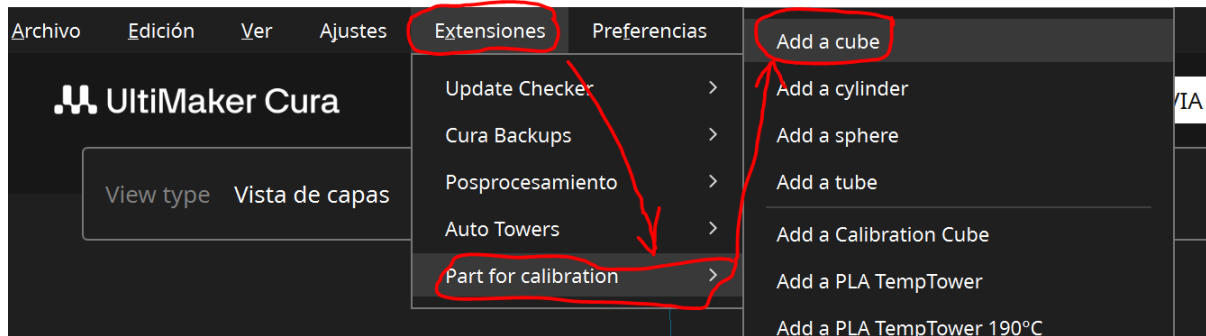 Archivo Edición Ver Ajustes Extensiones Preferencias
UltiMaker Cura
View type Vista de capas
Update Checker
Cura Backups
Posprocesamiento
Auto Towers
Part for calibration
Add a cube
Add a cylinder
Add a sphere
Add a tube
Add a Calibration Cube
Add a PLA TempTower
Add a PLA TempTower 190°C